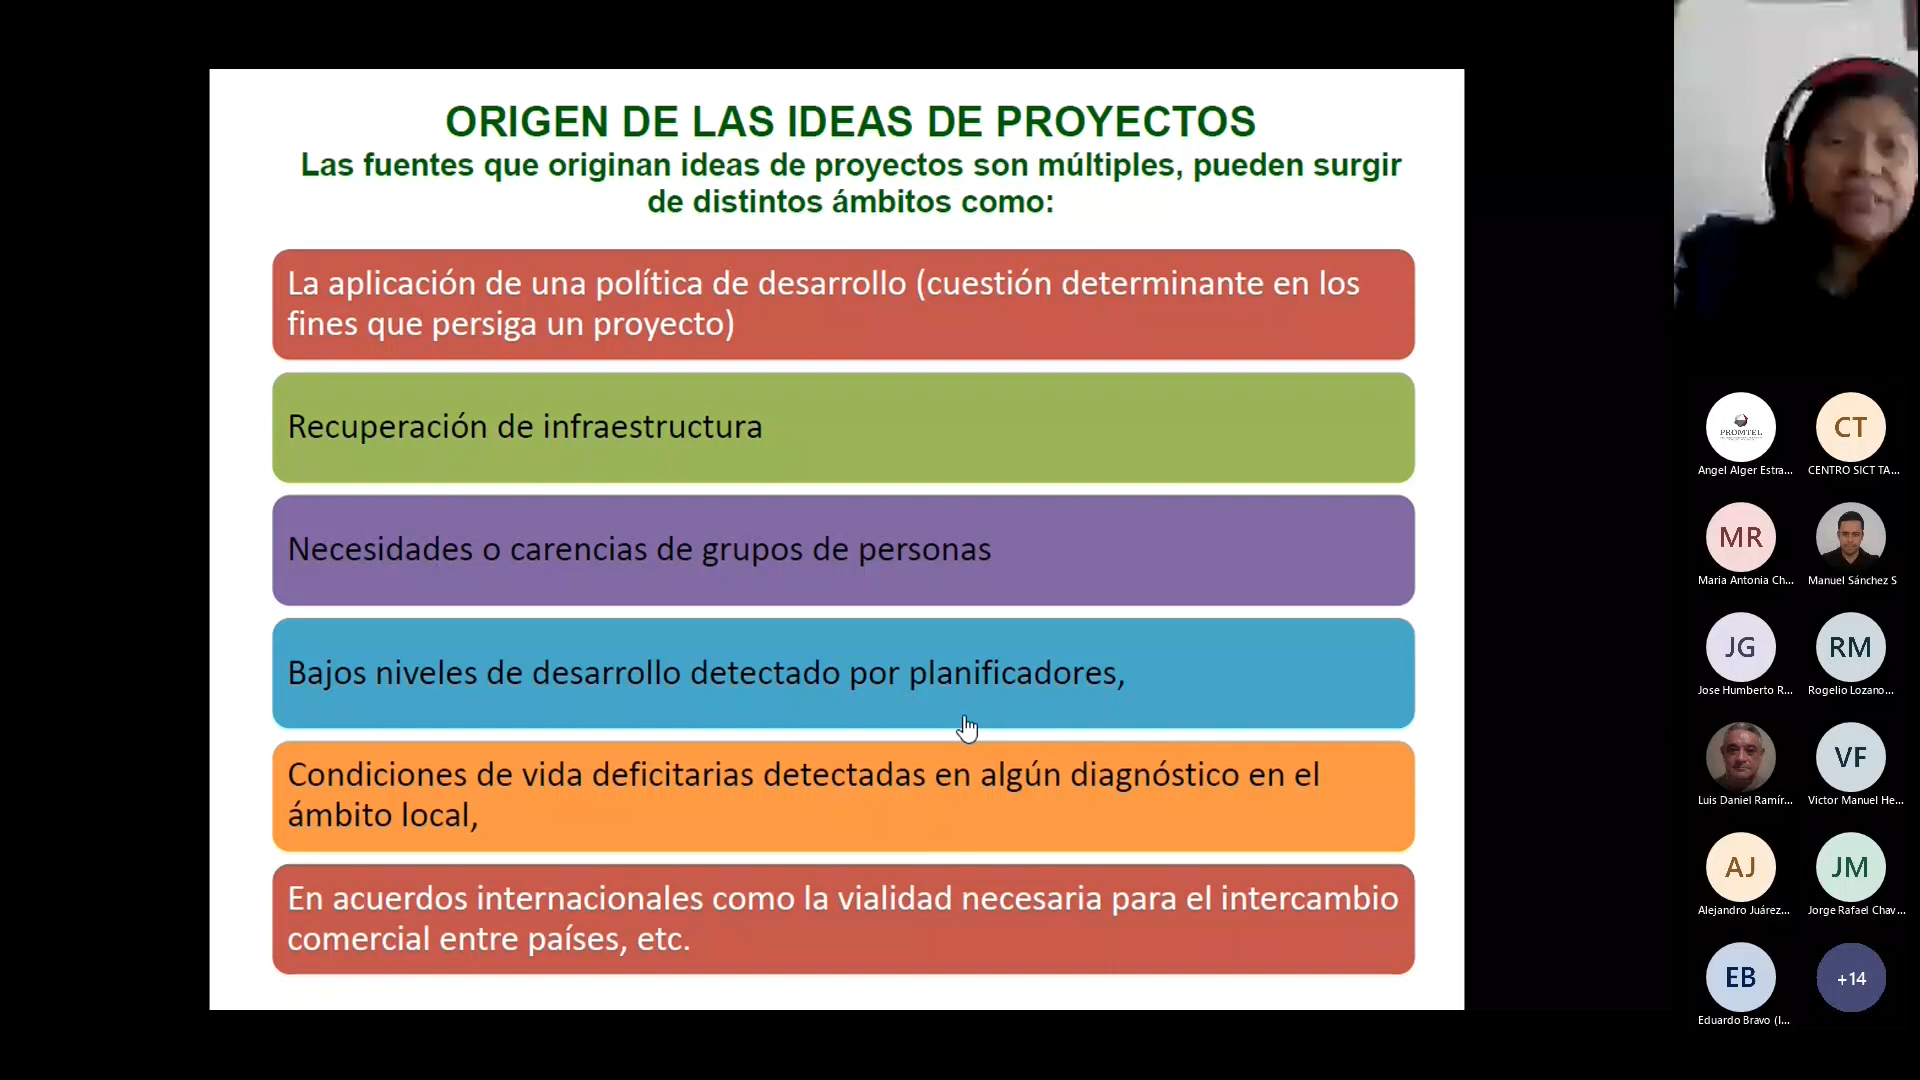 ORIGEN DE LAS IDEAS DE PROYECTOS
Las fuentes que originan ideas de proyectos son múltiples, pueden surgir
de distintos ámbitos como:
La aplicación de una política de desarrollo (cuestión determinante en los
fines que persiga un proyecto)
Recuperación de infraestructura
Necesidades o carencias de grupos de personas
Bajos niveles de desarrollo detectado por planificadores,
Condiciones de vida deficitarias detectadas en algún diagnóstico en el
ámbito local,
En acuerdos internacionales como la vialidad necesaria para el intercambio
comercial entre países, etc.
PROMTEL
CT
Angel Alger Estra...
CENTRO SICT TA...
MR
Maria Antonia Ch...
Manuel Sánchez S
JG
RM
Jose Humberto R...
Rogelio Lozano...
VF
Luis Daniel Ramír...
Victor Manuel He...
AJ
JM
Alejandro Juárez...
Jorge Rafael Chav...
EB
+14
Eduardo Bravo (I...